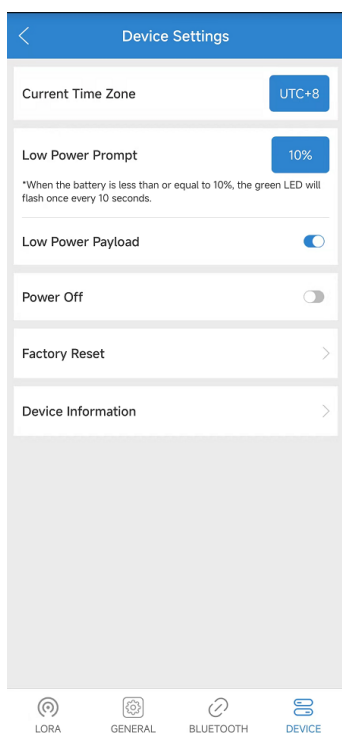 Device Settings
Current Time Zone
UTC+8
Low Power Prompt
10%
*When the battery is less than or equal to 10%, the green LED will
flash once every 10 seconds.
Low Power Payload
Power Off
Factory Reset
Device Information
LORA
GENERAL
BLUETOOTH
DEVICE